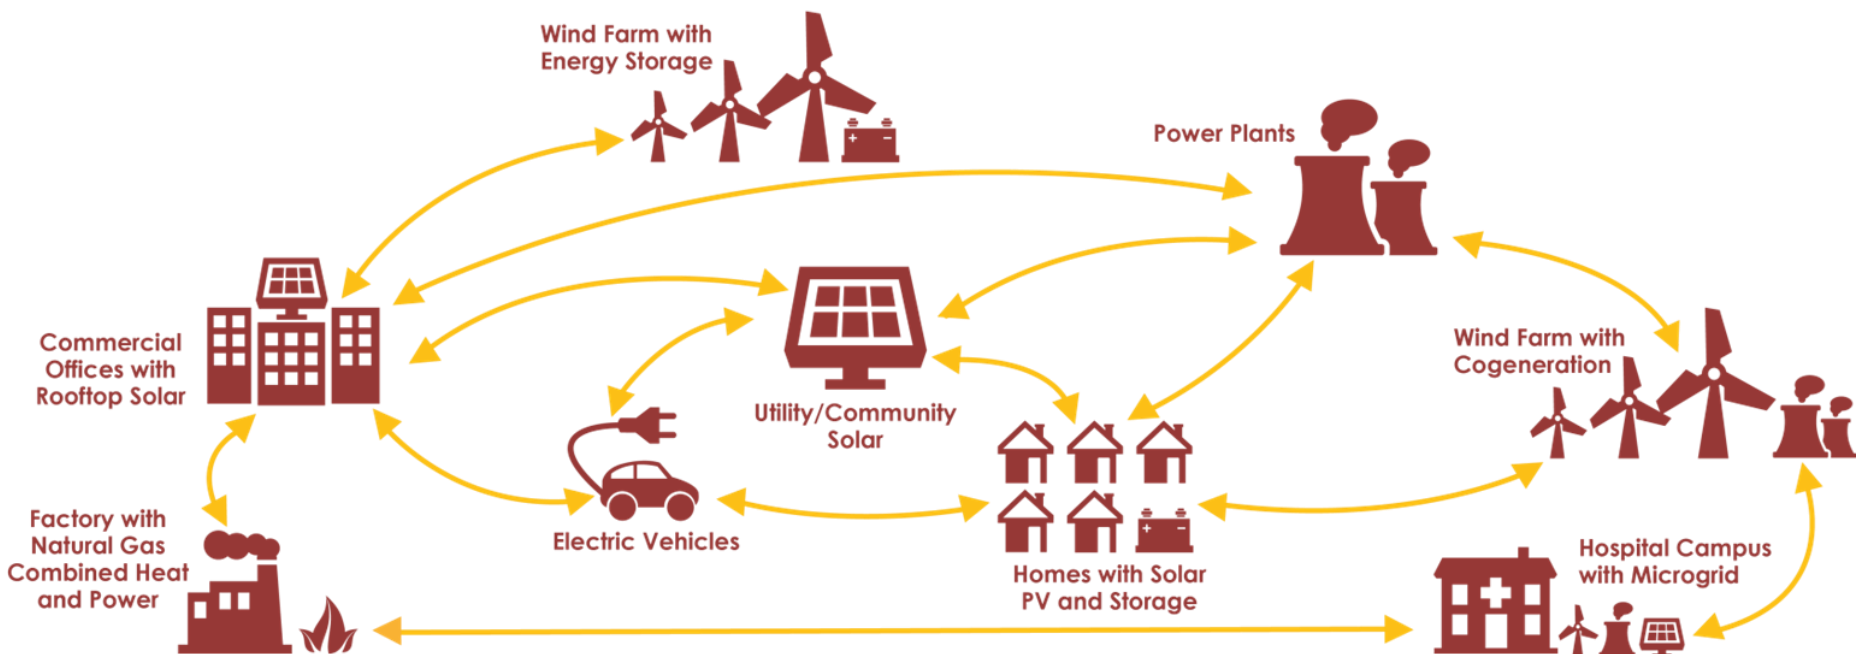 Wind Farm with
Energy Storage
Power Plants
Commercial
Offices with
Rooftop Solar
Wind Farm with
Cogeneration
Utility/Community
Solar
Factory with
Natural Gas
Combined Heat
and Power
Electric Vehicles
Homes with Solar
PV and Storage
Hospital Campus
with Microgrid